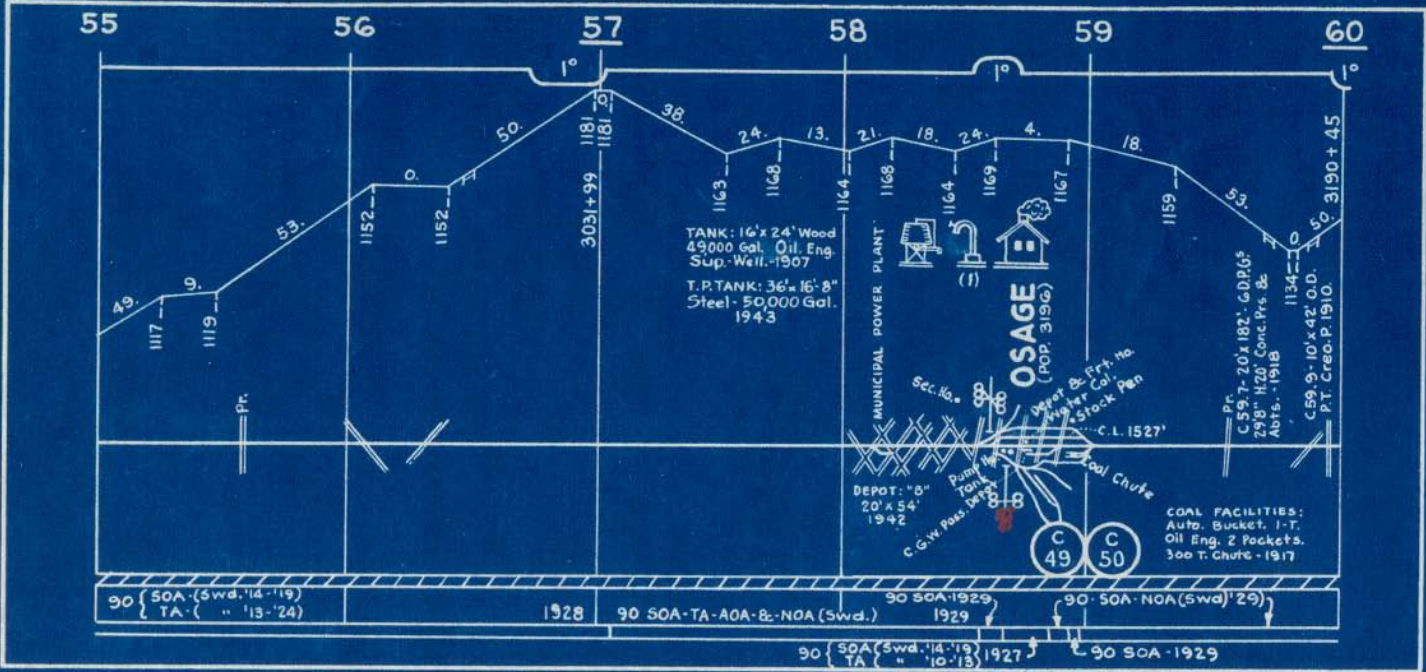 55 56 57 58 59 60
1° 1° 1°
49. 9. 53. 0. 50. 0. 38. 24. 13. 21. 18. 24. 4. 18. 53. 0 50.
1117
1119
1152
1152
1181
1181
3031+99
1163
1168
1164
1168
1164
1169
1167
1159
1134
3190+45
TANK: 16'x 24' Wood
49000 Gal. Oil. Eng.
Sup.-Well.-1907
T.P. TANK: 36'x 16'-8"
Steel - 50,000 Gal.
1943
MUNICIPAL POWER PLANT
(1)
OSAGE
(POP. 3196)
Sec. Ho.
Depot & Frt. Ho.
Water Col.
Stock Pen
C.L. 1527'
Pr.
Pr.
C 59.7 - 20'x 182' G.D.P.Gs
29'8" H.20' Conc. Prs &
Abts. - 1918
C 59.9 - 10'x 42' O.D.
P.T. Creo. P. 1910.
Pump Ho.
Tank
C.G.W. Pass. Depot
Coal Chute
DEPOT: "B"
20'x 54'
1942
C
49
C
50
COAL FACILITIES:
Auto. Bucket. 1-T.
Oil Eng. 2 Pockets.
300 T. Chute - 1917
90 { SOA-(Swd. '14-'19)
TA-( " '13-'24)
1928
90 SOA-TA-AOA-&-NOA (Swd.)
90 SOA-1929
1929
90-SOA-NOA(Swd)'29)
90 { SOA(Swd. '14-'19)
TA ( " '10-'13)
1927
90 SOA-1929